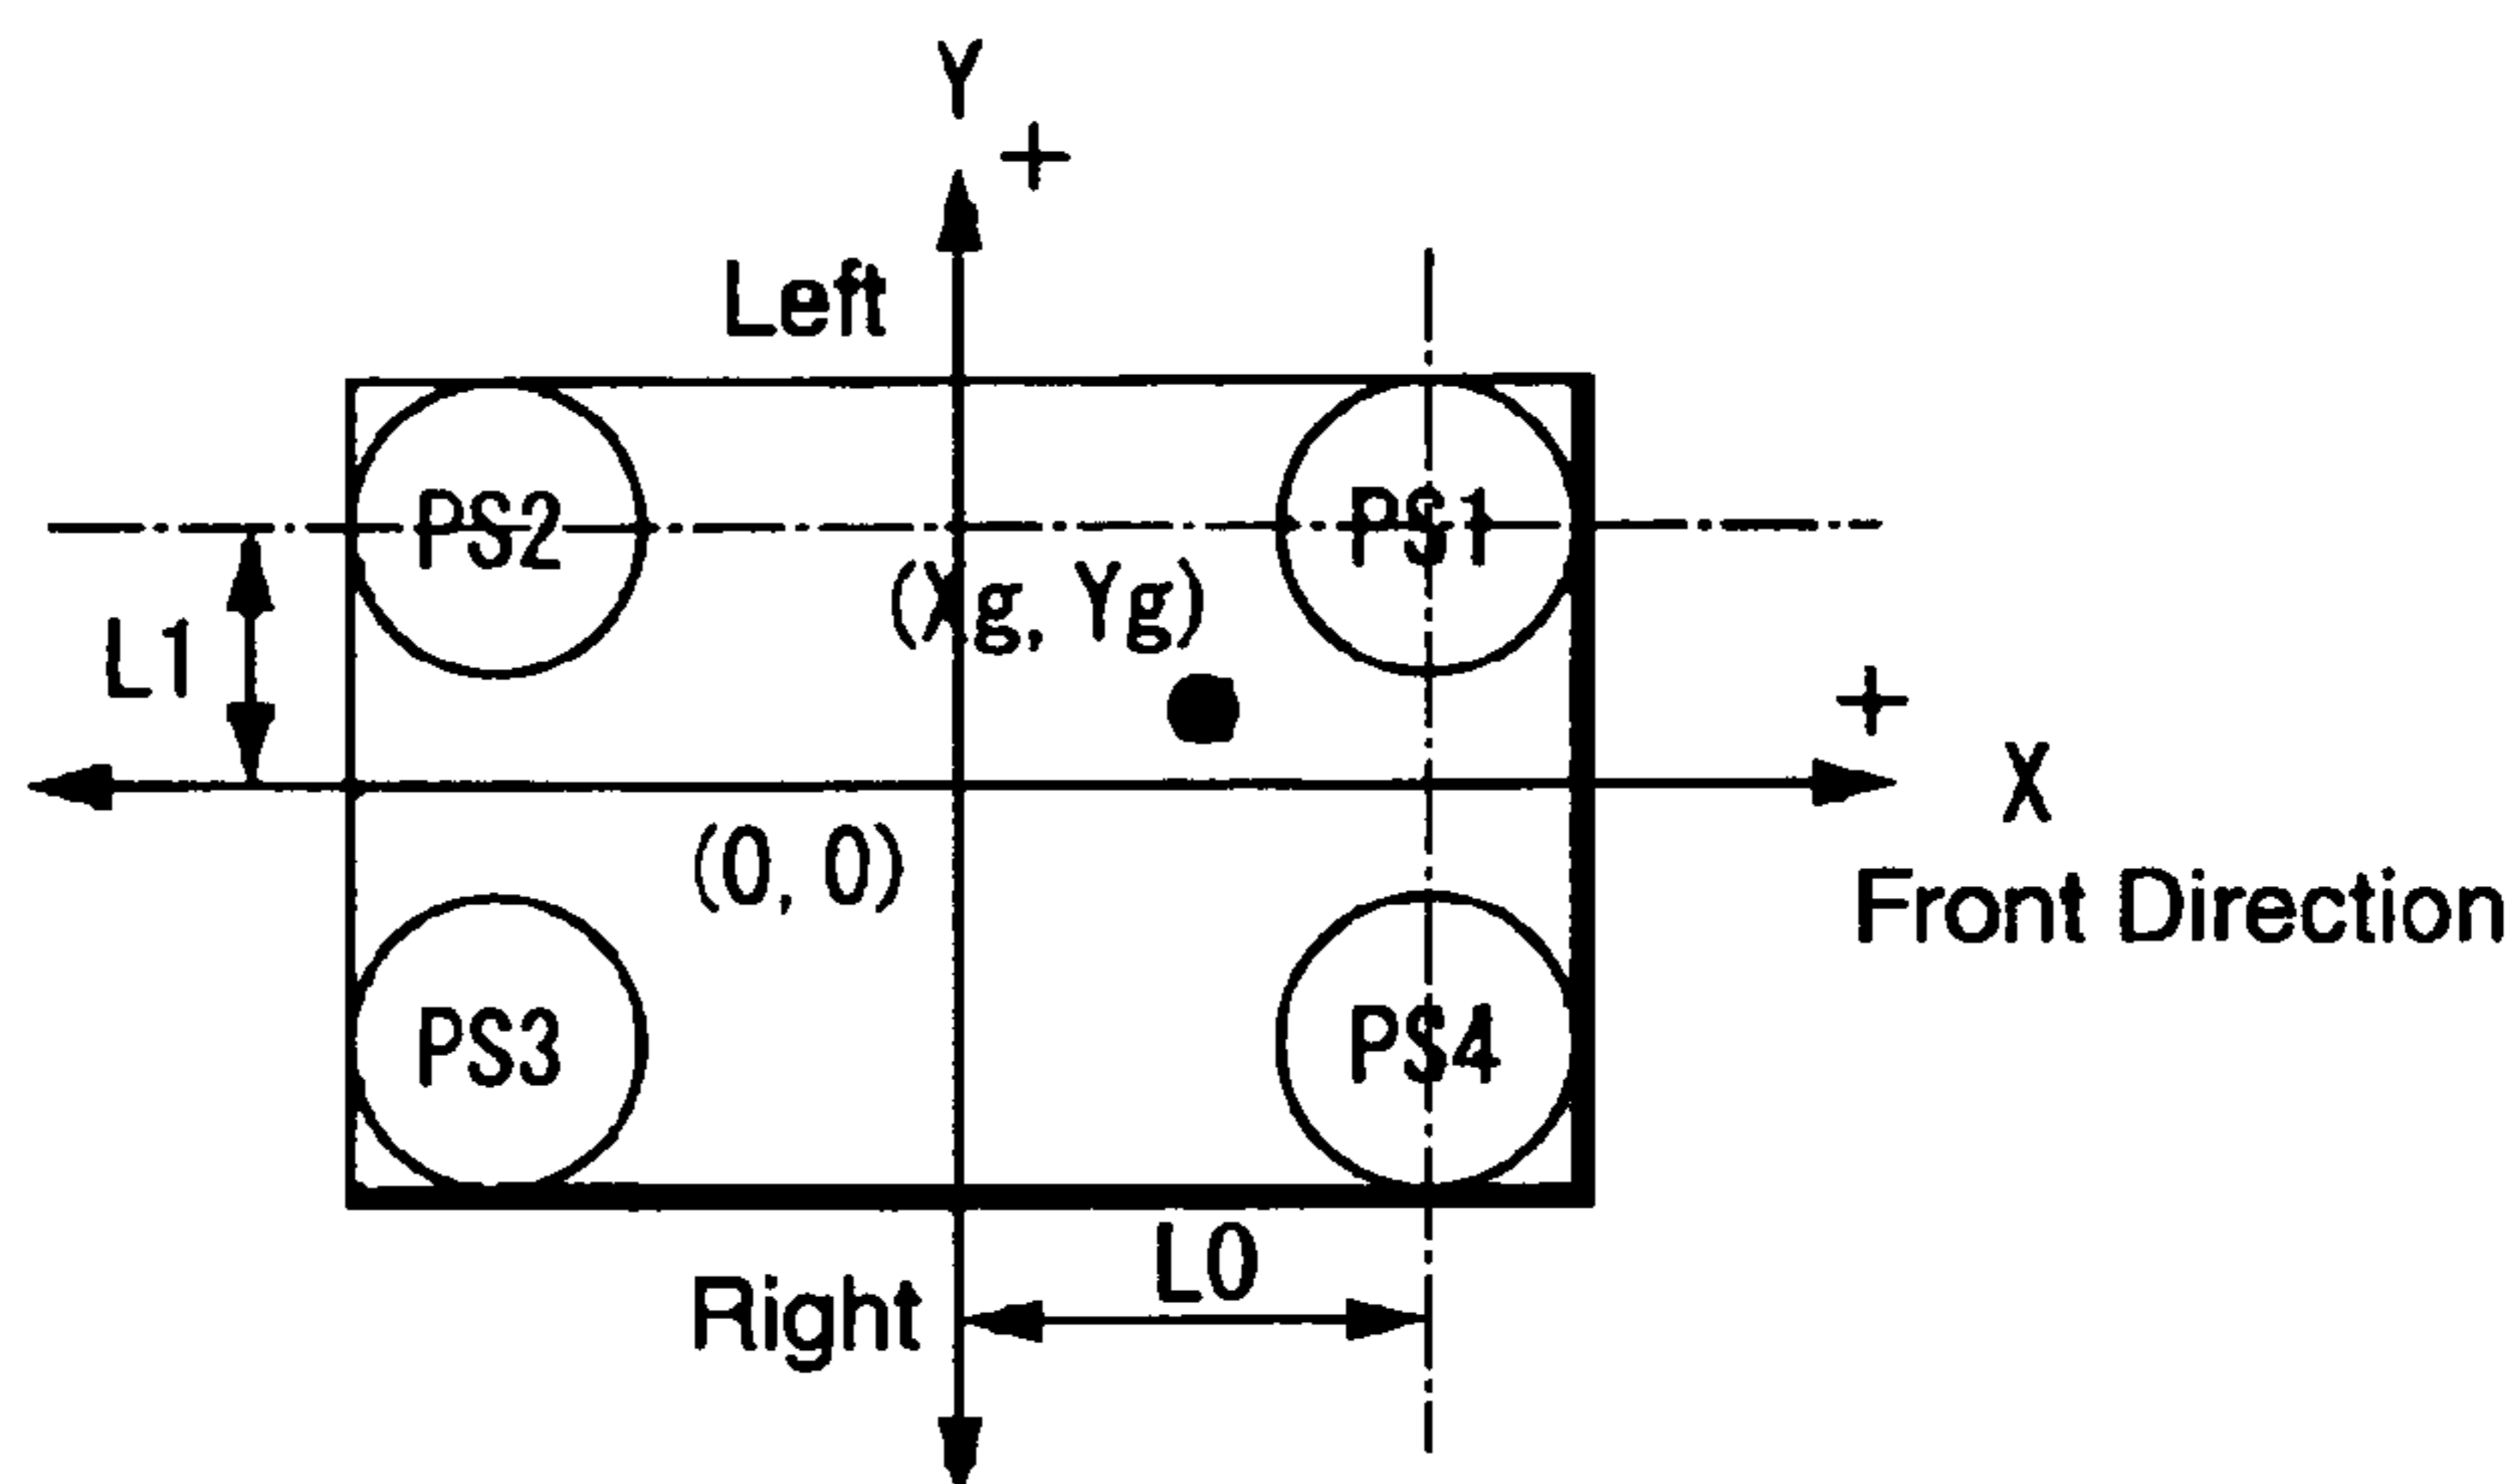 Y
+
Left
PS2
PS1
(Xg, Yg)
L1
+
X
(0, 0)
Front Direction
PS3
PS4
L0
Right